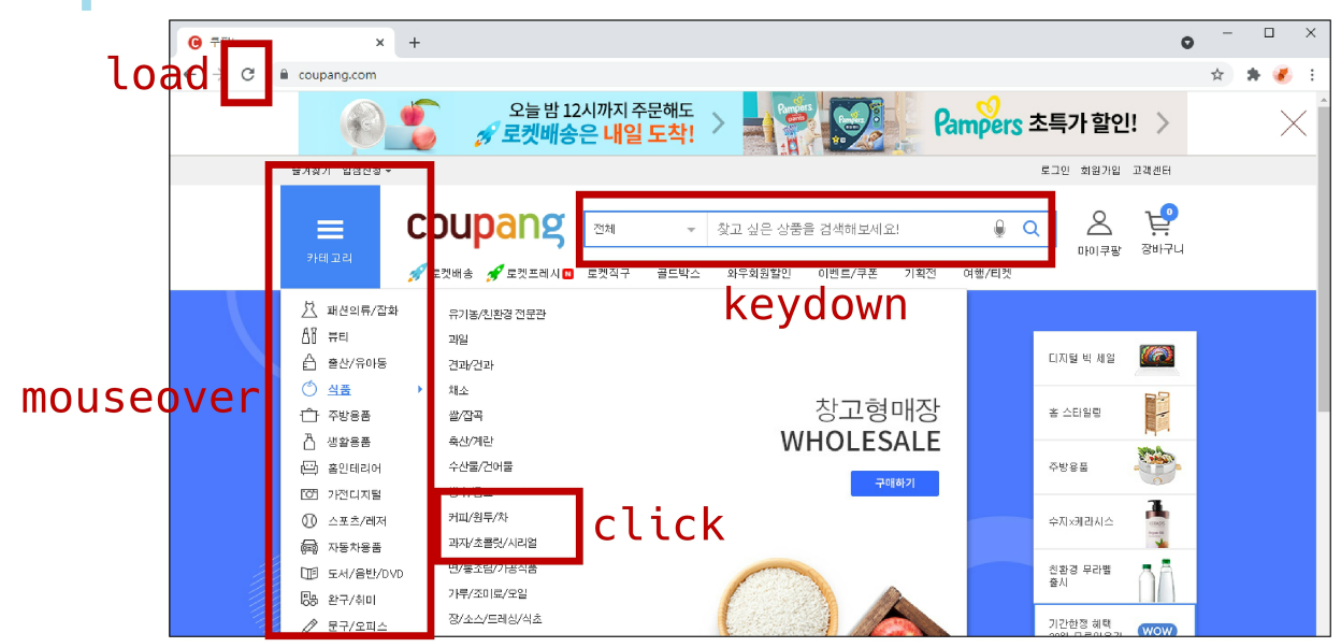 load
coupang.com
오늘 밤 12시까지 주문해도
로켓배송은 내일 도착!
Pampers 초특가 할인!
즐겨찾기 입점신청
로그인 회원가입 고객센터
카테고리
coupang
전체
찾고 싶은 상품을 검색해보세요!
마이쿠팡
장바구니
0
로켓배송 로켓프레시 N 로켓직구 골드박스 와우회원할인 이벤트/쿠폰 기획전 여행/티켓
keydown
mouseover
패션의류/잡화
뷰티
출산/유아동
식품
주방용품
생활용품
홈인테리어
가전디지털
스포츠/레저
자동차용품
도서/음반/DVD
완구/취미
문구/오피스
유기농/친환경 전문관
과일
견과/건과
채소
쌀/잡곡
축산/계란
수산물/건어물
커피/원두/차
과자/초콜릿/시리얼
면/통조림/가공식품
가루/조미료/오일
장/소스/드레싱/식초
click
창고형매장
WHOLESALE
구매하기
디지털 빅 세일
홈 스타일링
주방용품
수지x케라시스
친환경 무라벨
출시
기간한정 혜택
WOW